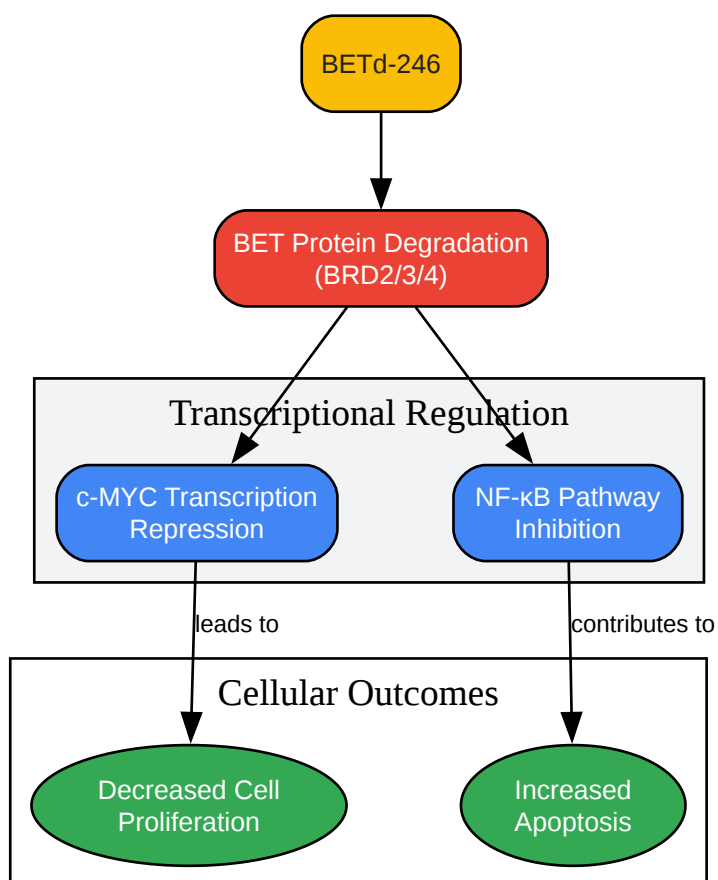 BETd-246
BET Protein Degradation
(BRD2/3/4)
Transcriptional Regulation
c-MYC Transcription
Repression
NF-κB Pathway
Inhibition
leads to
contributes to
Cellular Outcomes
Decreased Cell
Proliferation
Increased
Apoptosis